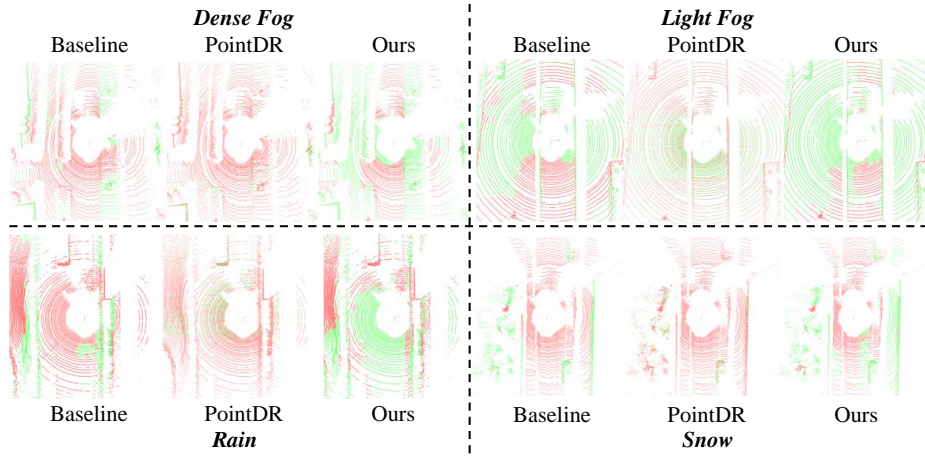 Dense Fog
Light Fog
Baseline PointDR Ours
Baseline PointDR Ours
Baseline PointDR Ours
Baseline PointDR Ours
Rain
Snow